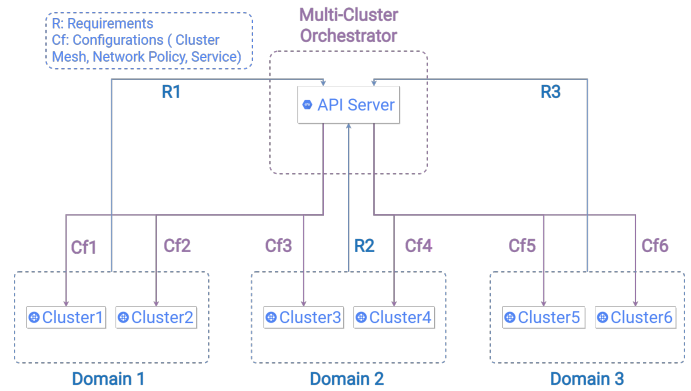 Multi-Cluster
Orchestrator
R: Requirements
Cf: Configurations ( Cluster
Mesh, Network Policy, Service)
R1
R3
API Server
Cf1
Cf2
Cf3
R2
Cf4
Cf5
Cf6
Cluster1
Cluster2
Cluster3
Cluster4
Cluster5
Cluster6
Domain 1
Domain 2
Domain 3